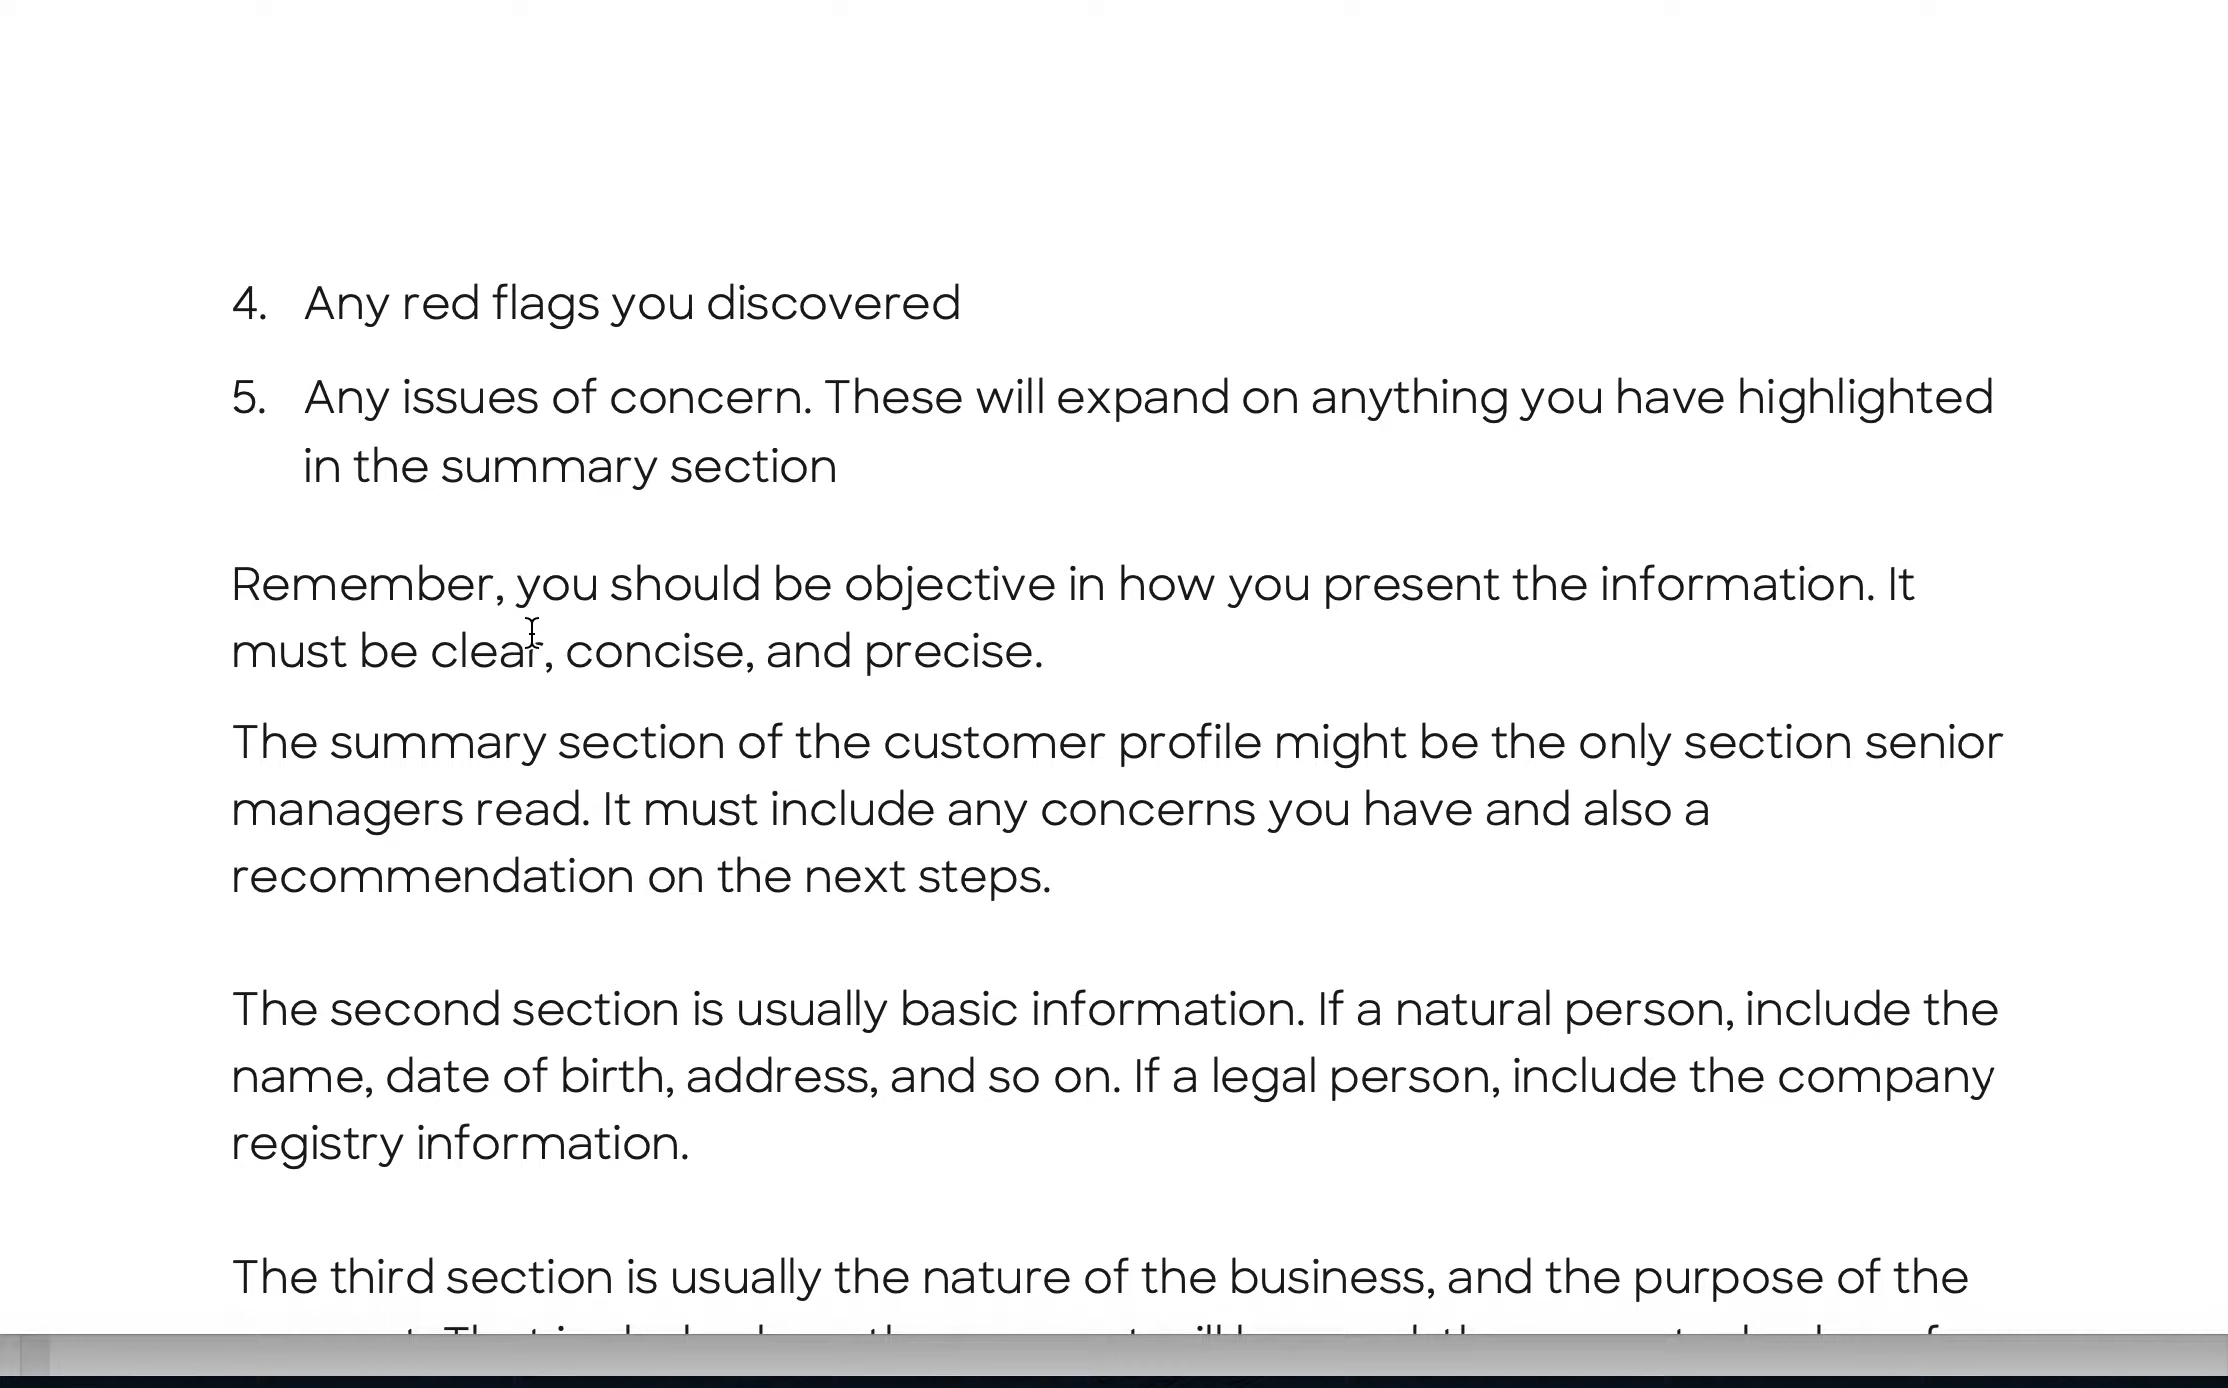 4. Any red flags you discovered
5. Any issues of concern. These will expand on anything you have highlighted
in the summary section
Remember, you should be objective in how you present the information. It
must be clear, concise, and precise.
The summary section of the customer profile might be the only section senior
managers read. It must include any concerns you have and also a
recommendation on the next steps.
The second section is usually basic information. If a natural person, include the
name, date of birth, address, and so on. If a legal person, include the company
registry information.
The third section is usually the nature of the business, and the purpose of the